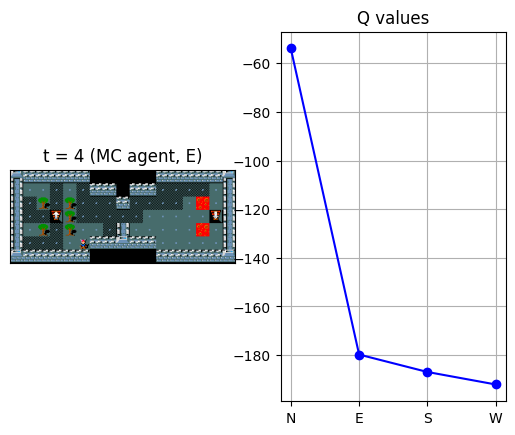 Q values
t = 4 (MC agent, E)
−60
−80
−100
−120
−140
−160
−180
N
E
S
W